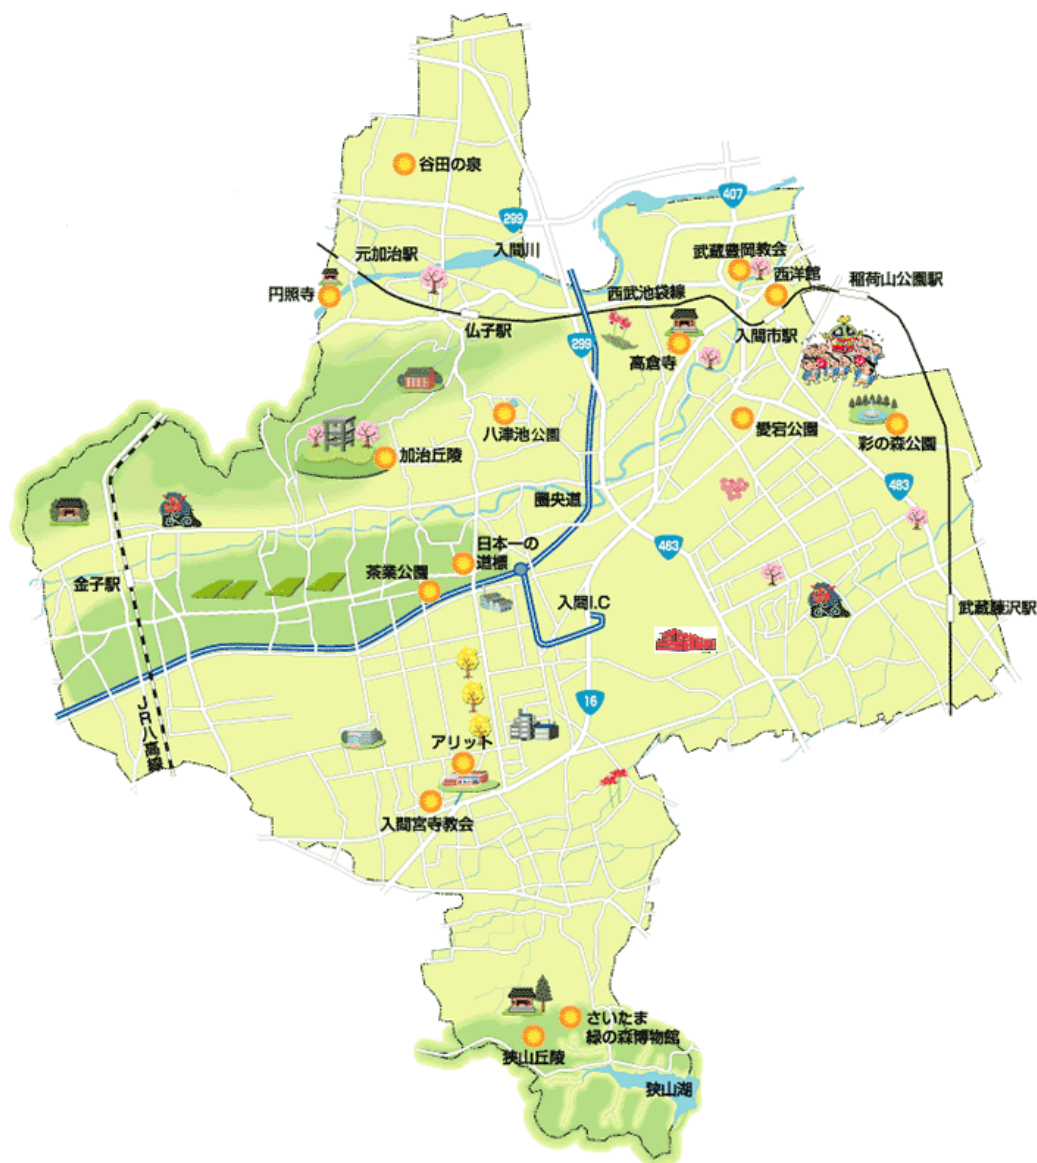 谷田の泉
407
299
武蔵豊岡教会
元加治駅
入間川
西洋館
稲荷山公園駅
円照寺
西武池袋線
仏子駅
入間市駅
299
高倉寺
八津池公園
愛宕公園
彩の森公園
加治丘陵
463
圏央道
日本一の
道標
463
金子駅
茶業公園
入間I.C
武蔵藤沢駅
16
JR八高線
アリット
入間宮寺教会
さいたま
緑の森博物館
狭山丘陵
狭山湖